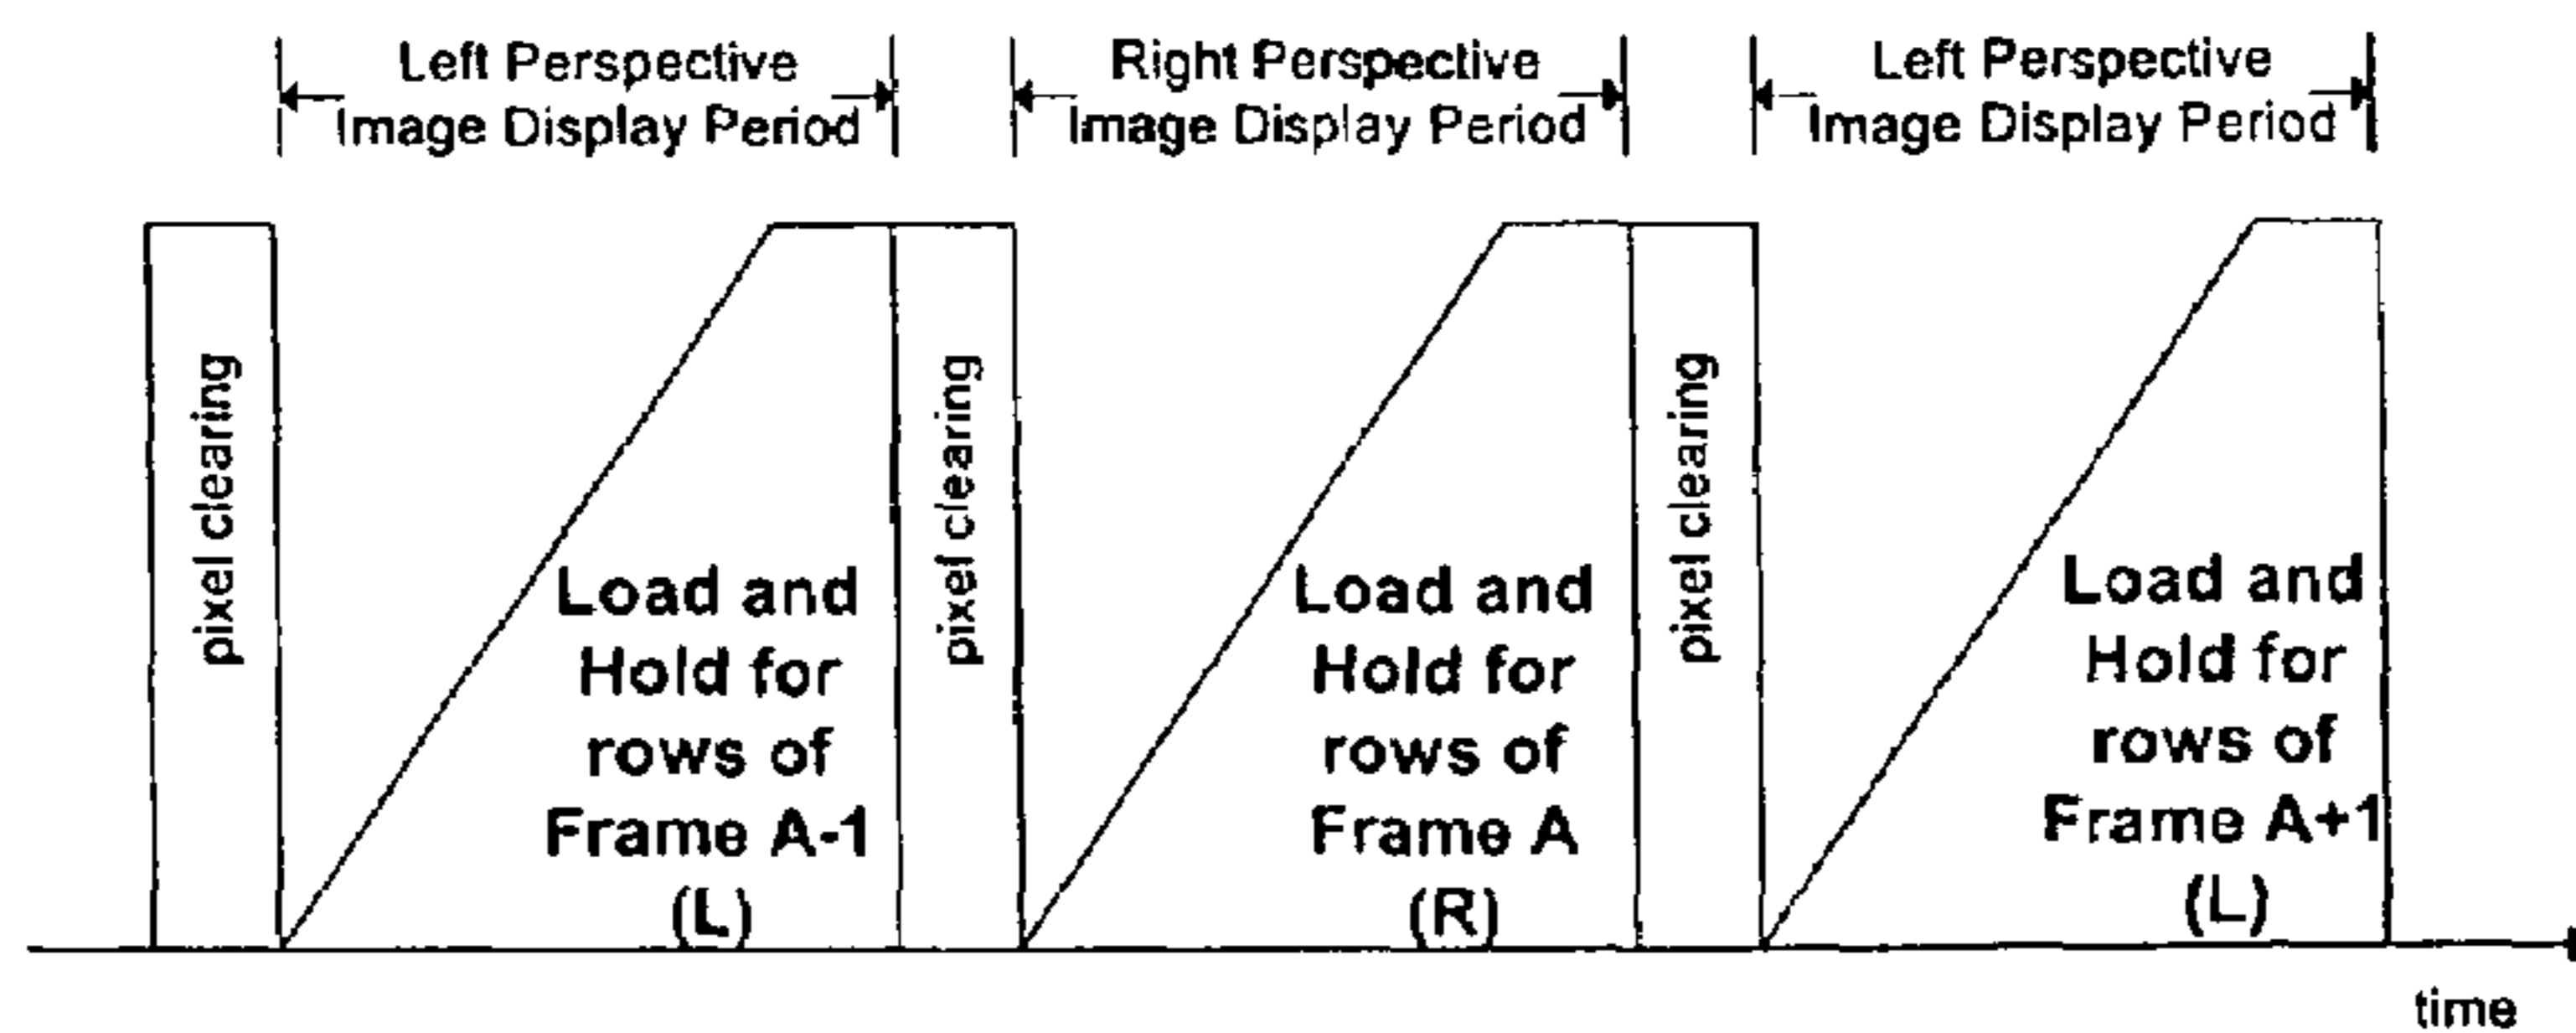 Left Perspective
Image Display Period
Right Perspective
Image Display Period
Left Perspective
Image Display Period
pixel clearing
Load and
Hold for
rows of
Frame A-1
(L)
pixel clearing
Load and
Hold for
rows of
Frame A
(R)
pixel clearing
Load and
Hold for
rows of
Frame A+1
(L)
time